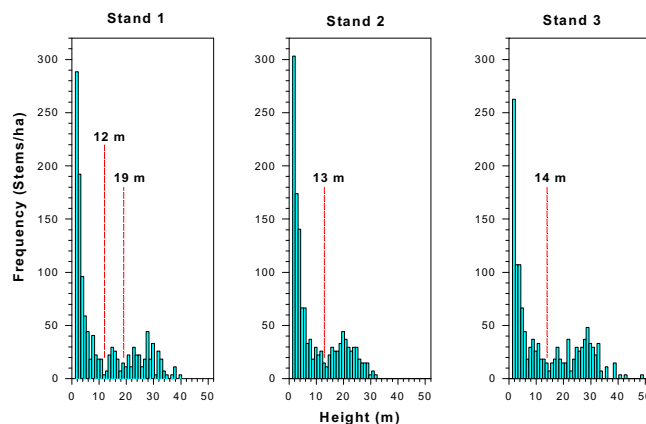 Stand 1 Stand 2 Stand 3
300 300 300
250 250 250
200 200 200
150 150 150
100 100 100
50 50 50
0 0 0
12 m
19 m 13 m 14 m
0 10 20 30 40 50 0 10 20 30 40 50 0 10 20 30 40 50
Frequency (Stems/ha)
Height (m)